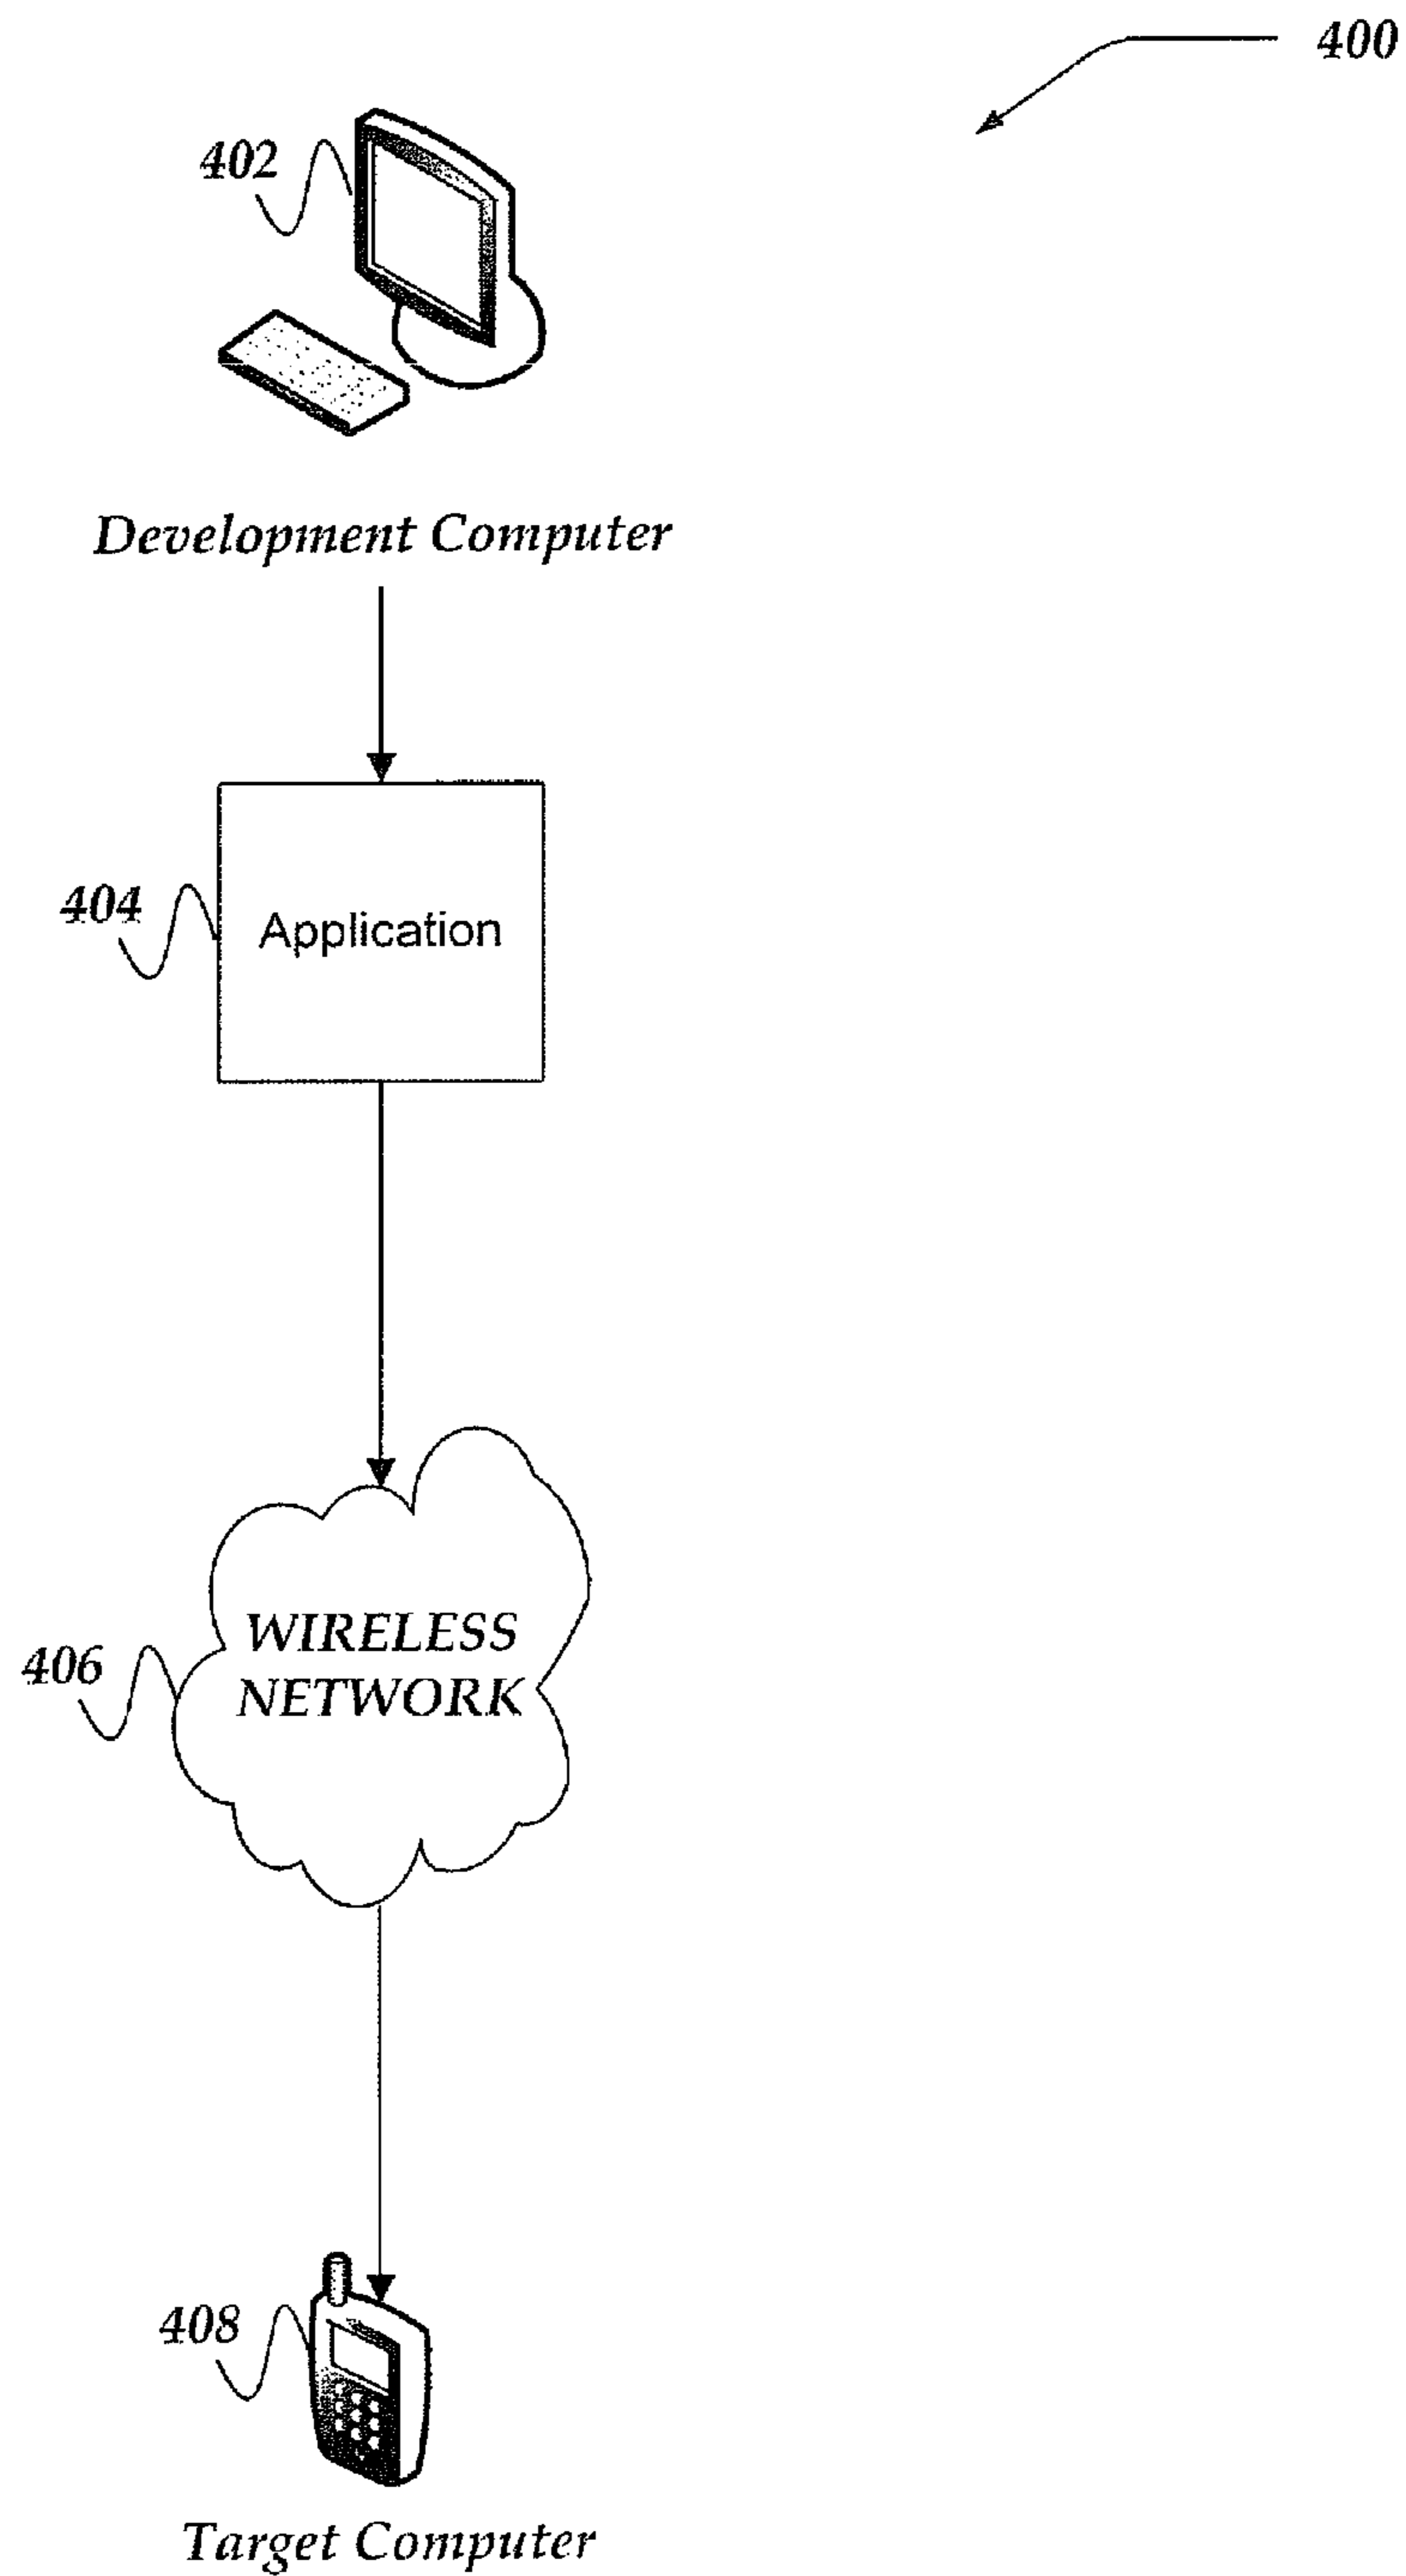 400
402
Development Computer
404
Application
406
WIRELESS
NETWORK
408
Target Computer